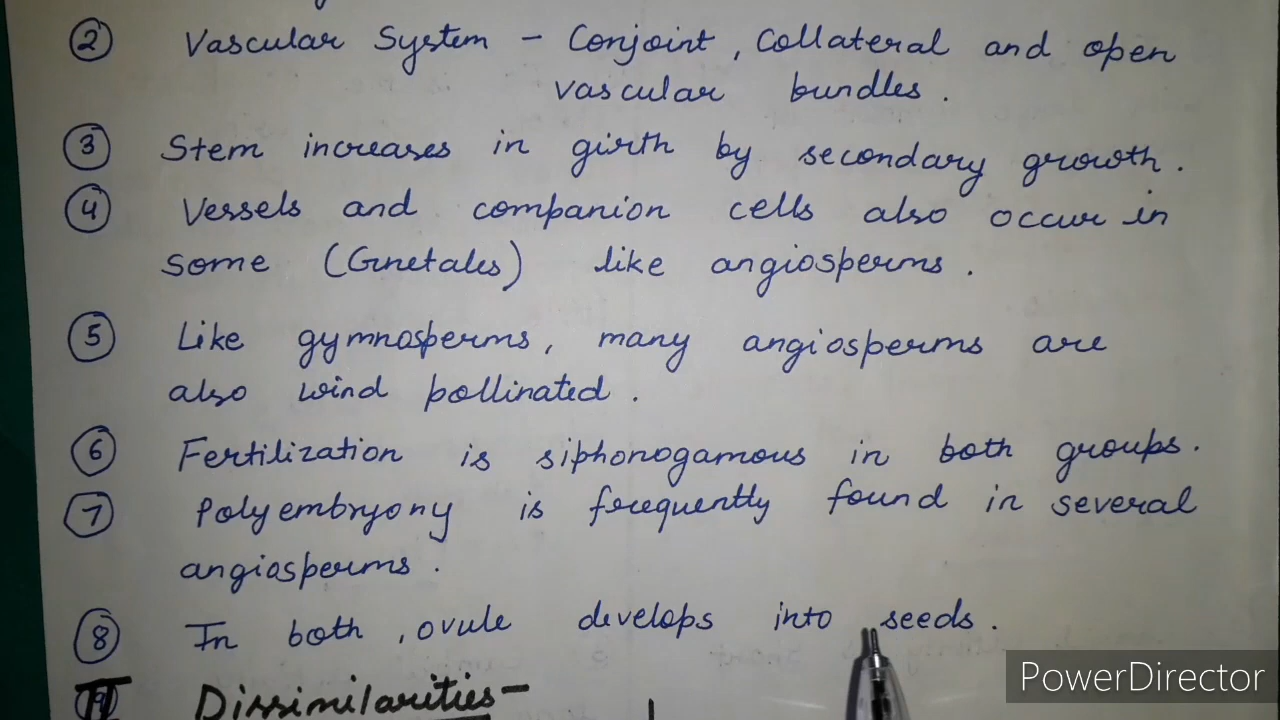 ② Vascular System - Conjoint, Collateral and open
vascular bundles.
③ Stem increases in girth by secondary growth.
④ Vessels and companion cells also occur in
some (Gnetales) like angiosperms.
⑤ Like gymnosperms, many angiosperms are
also wind pollinated.
⑥ Fertilization is siphonogamous in both groups.
⑦ Polyembryony is frequently found in several
angiosperms.
⑧ In both, ovule develops into seeds.
II Dissimilarities-
PowerDirector